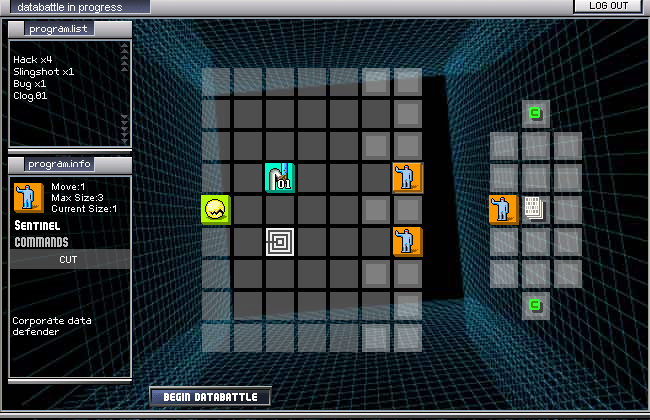 databattle in progress
LOG OUT
program.list
Hack x4
Slingshot x1
Bug x1
Clog.01
program.info
Move:1
Max Size:3
Current Size:1
SENTINEL
COMMANDS
CUT
Corporate data
defender
01
BEGIN DATABATTLE